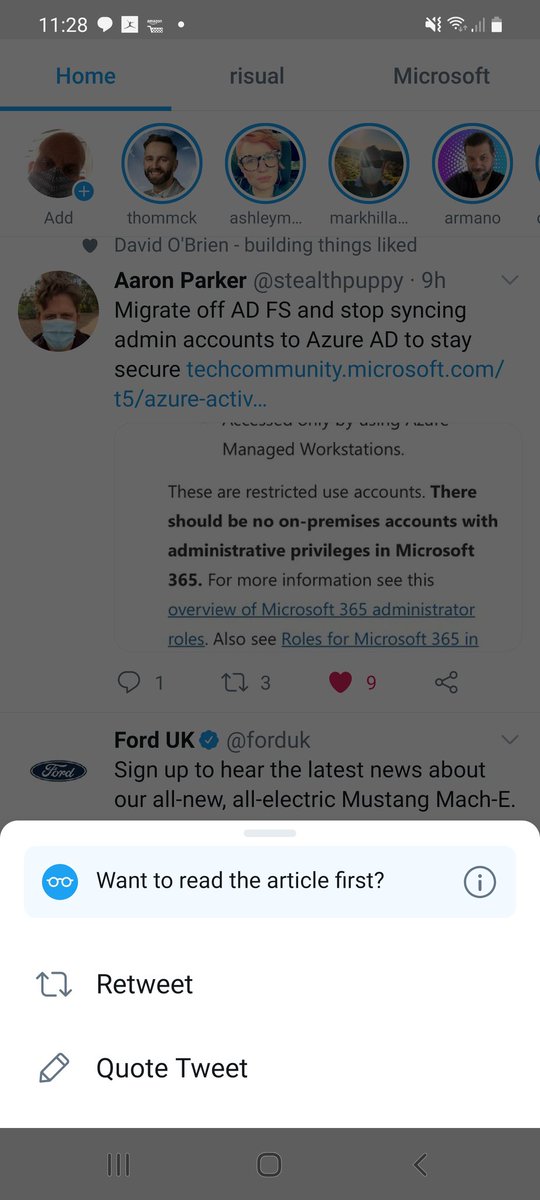 11:28
Home risual Microsoft
Add thommck ashleym... markhilla... armano
David O'Brien - building things liked
Aaron Parker @stealthpuppy · 9h
Migrate off AD FS and stop syncing
admin accounts to Azure AD to stay
secure techcommunity.microsoft.com/
t5/azure-activ...
Accessed only by using Azure
Managed Workstations.
These are restricted use accounts. There
should be no on-premises accounts with
administrative privileges in Microsoft
365. For more information see this
overview of Microsoft 365 administrator
roles. Also see Roles for Microsoft 365 in
1 3 9
Ford UK @forduk
Ford
Sign up to hear the latest news about
our all-new, all-electric Mustang Mach-E.
Want to read the article first?
Retweet
Quote Tweet